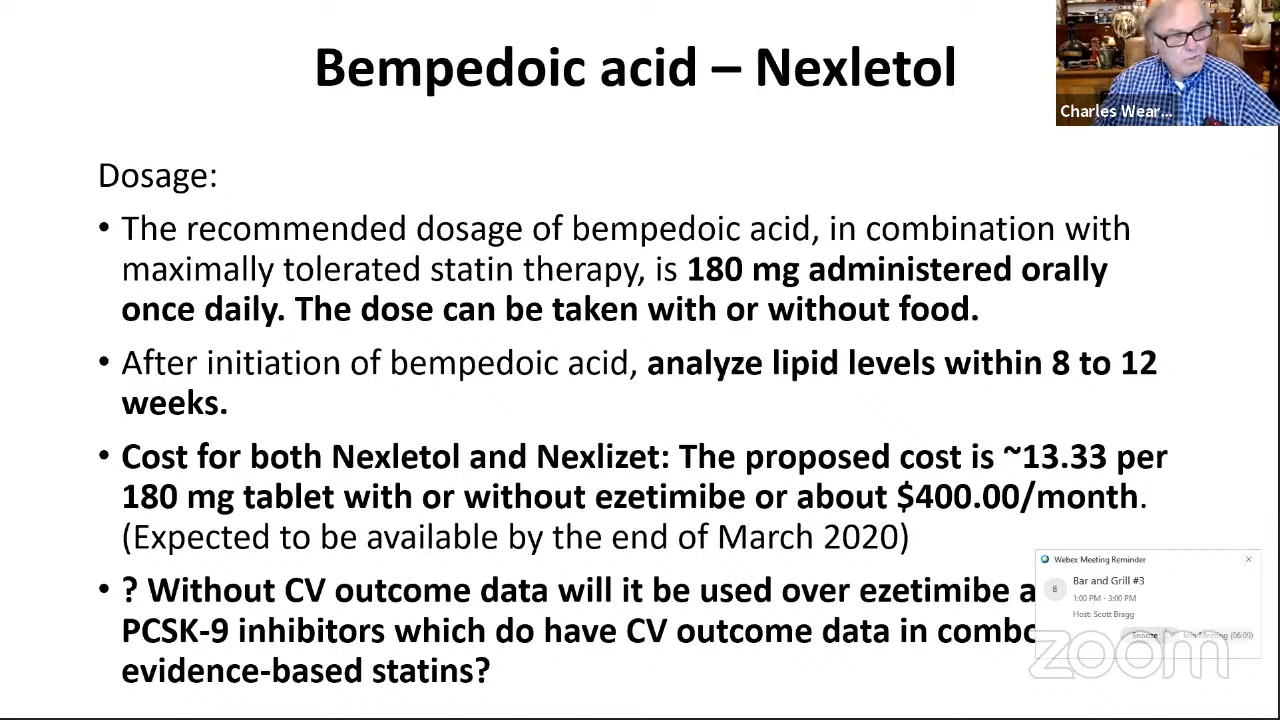 Bempedoic acid – Nexletol
Charles Wear...
Dosage:
• The recommended dosage of bempedoic acid, in combination with
maximally tolerated statin therapy, is 180 mg administered orally
once daily. The dose can be taken with or without food.
• After initiation of bempedoic acid, analyze lipid levels within 8 to 12
weeks.
• Cost for both Nexletol and Nexlizet: The proposed cost is ~13.33 per
180 mg tablet with or without ezetimibe or about $400.00/month.
(Expected to be available by the end of March 2020)
• ? Without CV outcome data will it be used over ezetimibe a
PCSK-9 inhibitors which do have CV outcome data in combo
evidence-based statins?
Webex Meeting Reminder
B
Bar and Grill #3
1:00 PM - 3:00 PM
Host: Scott Bragg
Snooze
Join Meeting (06:09)
zoom